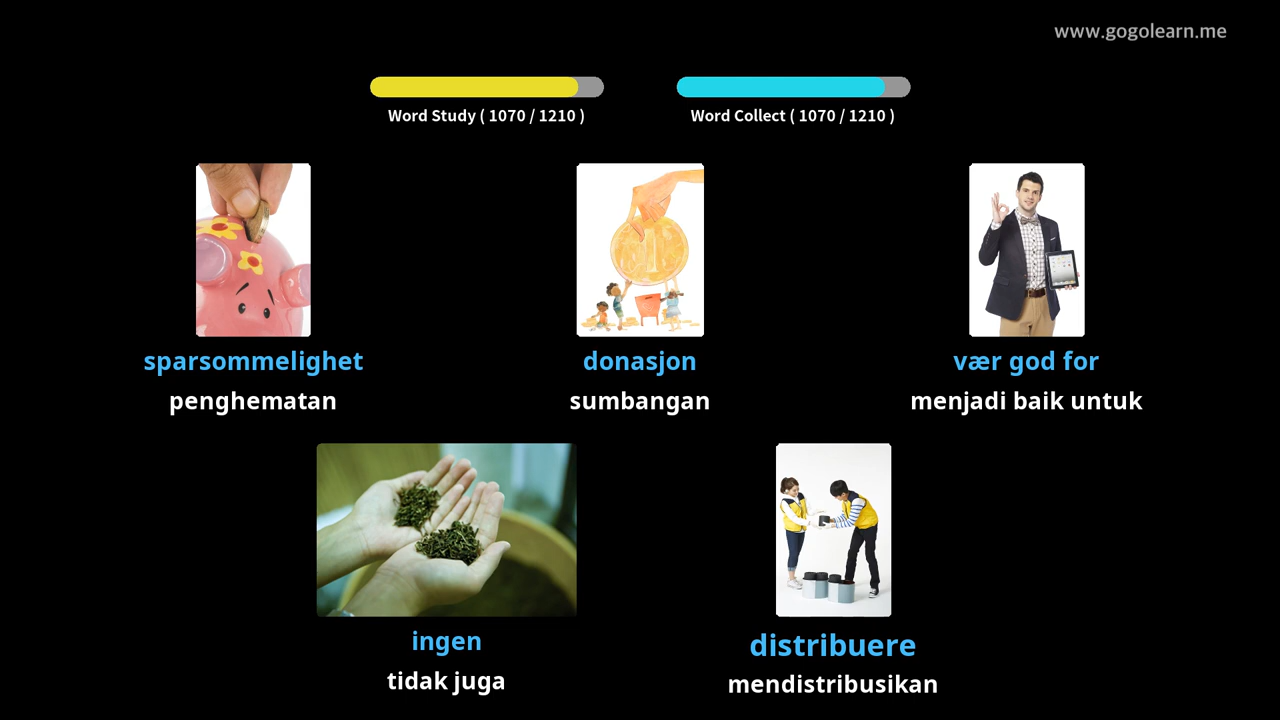 www.gogolearn.me
Word Study ( 1070 / 1210 )
Word Collect ( 1070 / 1210 )
sparsommelighet
penghematan
donasjon
sumbangan
vær god for
menjadi baik untuk
ingen
tidak juga
distribuere
mendistribusikan